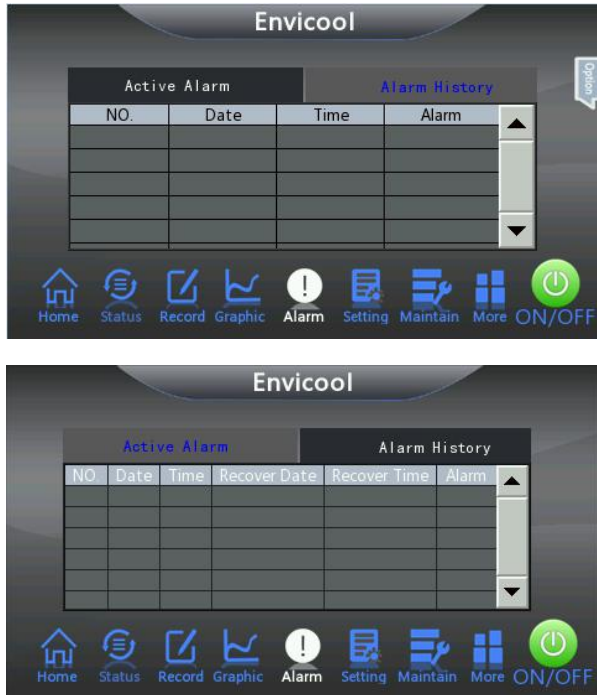 Envicool
Option
Active Alarm Alarm History
NO. Date Time Alarm
Home Status Record Graphic Alarm Setting Maintain More ON/OFF
Envicool
Active Alarm Alarm History
NO. Date Time Recover Date Recover Time Alarm
Home Status Record Graphic Alarm Setting Maintain More ON/OFF